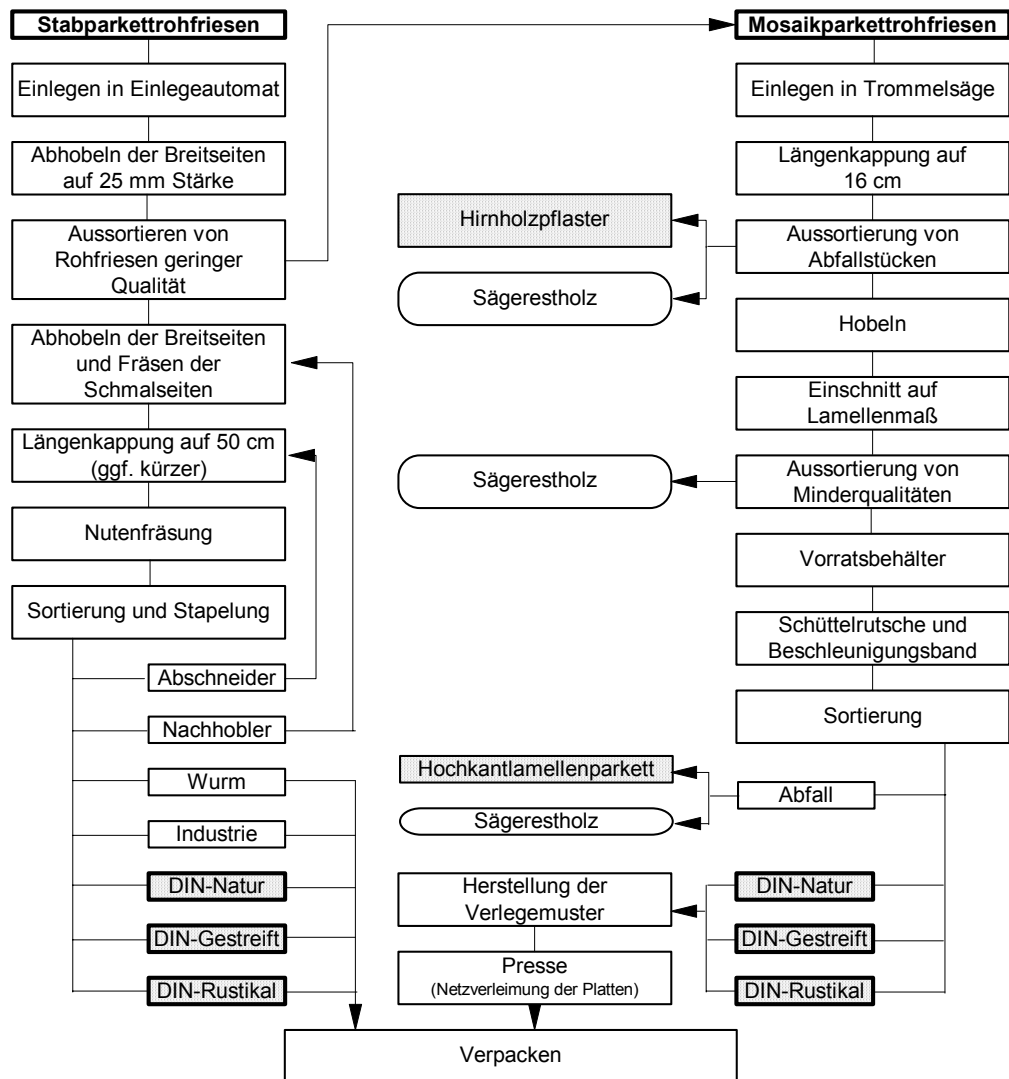 Stabparkettrohfriesen
Einlegen in Einlegeautomat
Abhobeln der Breitseiten
auf 25 mm Stärke
Aussortieren von
Rohfriesen geringer
Qualität
Abhobeln der Breitseiten
und Fräsen der
Schmalseiten
Längenkappung auf 50 cm
(ggf. kürzer)
Nutenfräsung
Sortierung und Stapelung
Abschneider
Nachhobler
Wurm
Industrie
DIN-Natur
DIN-Gestreift
DIN-Rustikal
Hirnholzpflaster
Sägerestholz
Sägerestholz
Hochkantlamellenparkett
Sägerestholz
Herstellung der
Verlegemuster
Presse
(Netzverleimung der Platten)
Verpacken
Mosaikparkettrohfriesen
Einlegen in Trommelsäge
Längenkappung auf
16 cm
Aussortierung von
Abfallstücken
Hobeln
Einschnitt auf
Lamellenmaß
Aussortierung von
Minderqualitäten
Vorratsbehälter
Schüttelrutsche und
Beschleunigungsband
Sortierung
Abfall
DIN-Natur
DIN-Gestreift
DIN-Rustikal